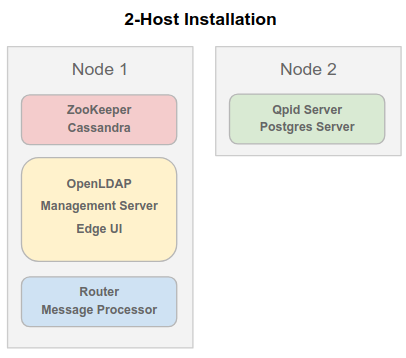 2-Host Installation
Node 1
ZooKeeper
Cassandra
OpenLDAP
Management Server
Edge UI
Router
Message Processor
Node 2
Qpid Server
Postgres Server